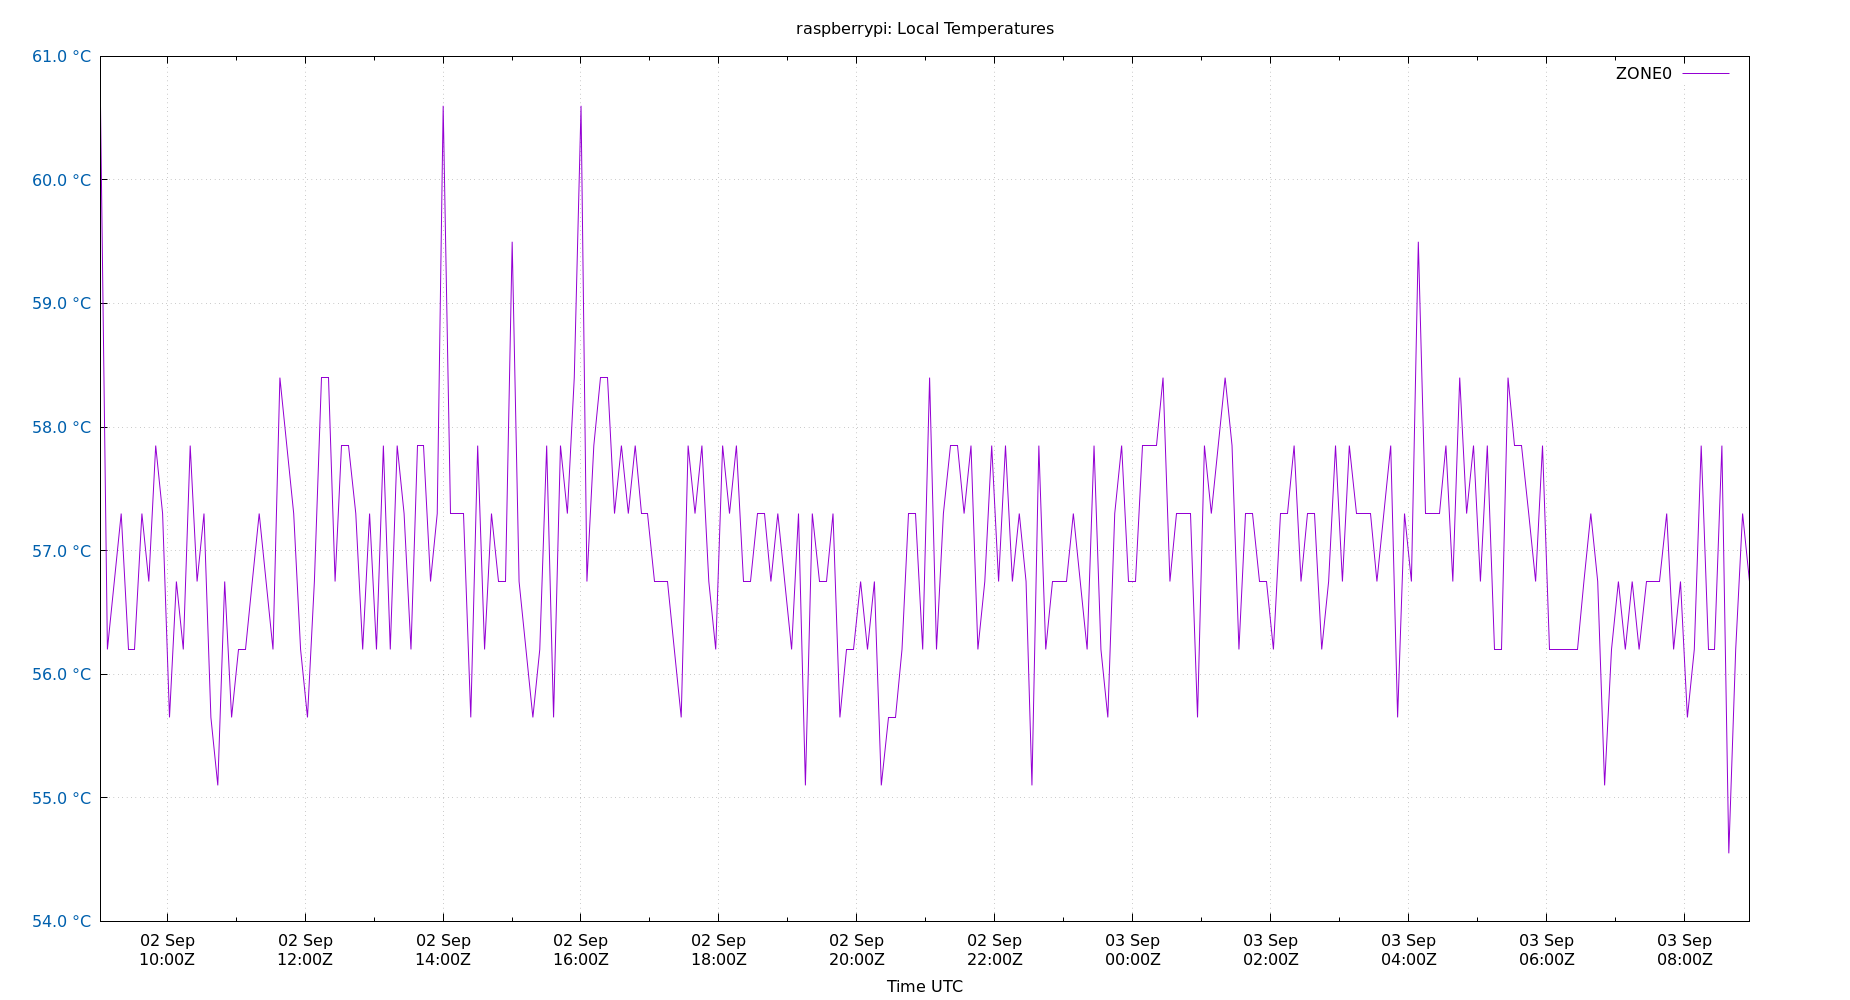 raspberrypi: Local Temperatures
61.0 °C
ZONE0
60.0 °C
59.0 °C
58.0 °C
57.0 °C
56.0 °C
55.0 °C
54.0 °C
02 Sep 02 Sep 02 Sep 02 Sep 02 Sep 02 Sep 02 Sep 03 Sep 03 Sep 03 Sep 03 Sep 03 Sep
10:00Z 12:00Z 14:00Z 16:00Z 18:00Z 20:00Z 22:00Z 00:00Z 02:00Z 04:00Z 06:00Z 08:00Z
Time UTC